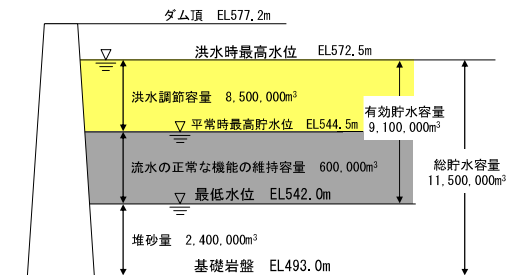 ダム頂 EL577.2m
洪水時最高水位 EL572.5m
洪水調節容量 8,500,000m³
有効貯水容量
9,100,000m³
平常時最高貯水位 EL544.5m
流水の正常な機能の維持容量 600,000m³
総貯水容量
11,500,000m³
最低水位 EL542.0m
堆砂量 2,400,000m³
基礎岩盤 EL493.0m